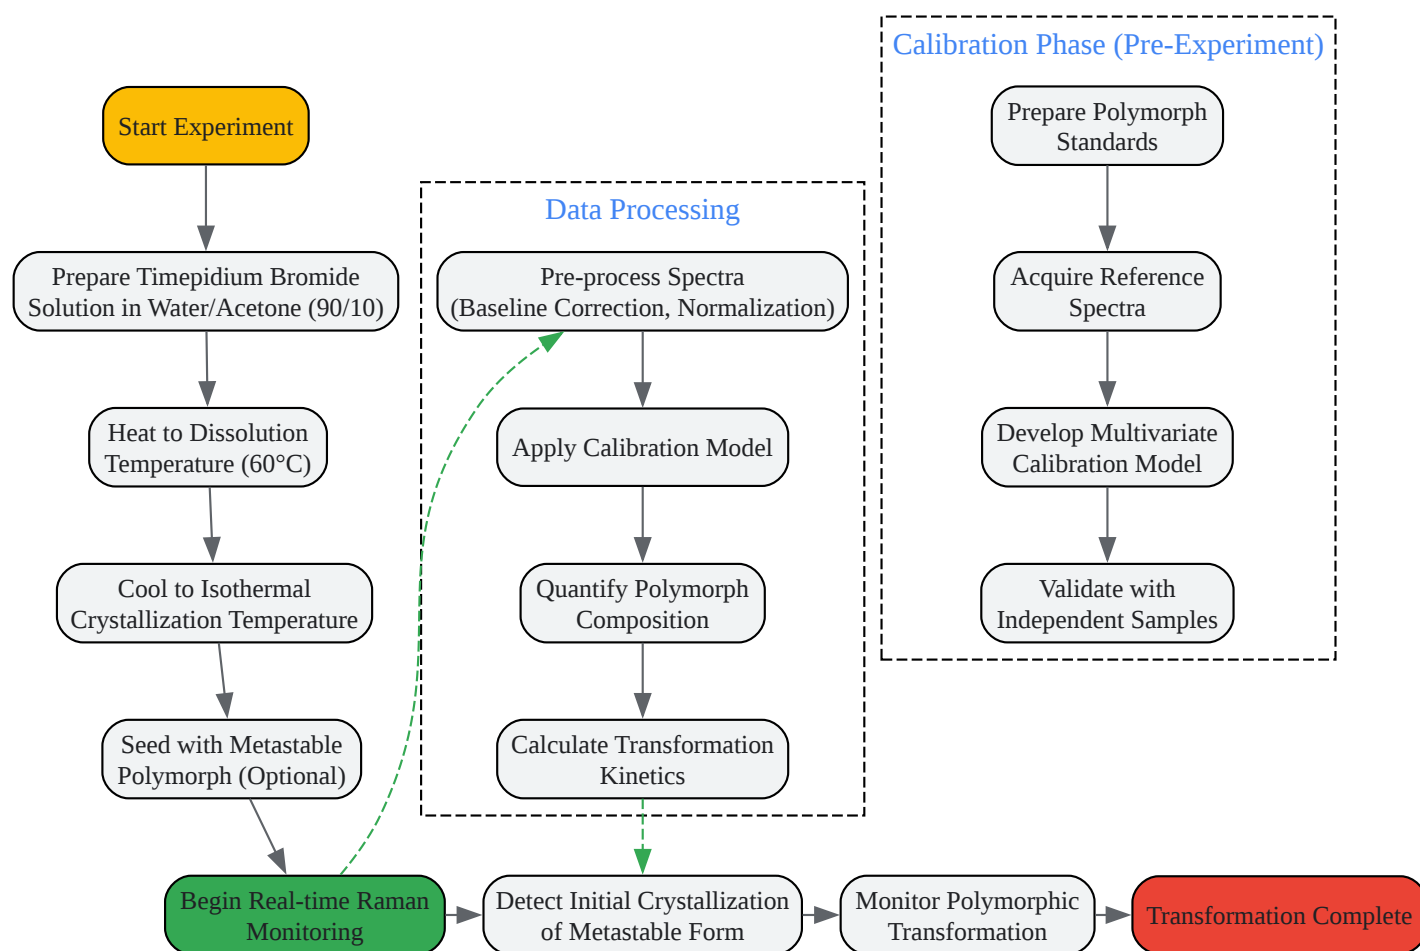 Start Experiment
Prepare Timepidium Bromide
Solution in Water/Acetone (90/10)
Heat to Dissolution
Temperature (60°C)
Cool to Isothermal
Crystallization Temperature
Seed with Metastable
Polymorph (Optional)
Begin Real-time Raman
Monitoring
Data Processing
Pre-process Spectra
(Baseline Correction, Normalization)
Apply Calibration Model
Quantify Polymorph
Composition
Calculate Transformation
Kinetics
Detect Initial Crystallization
of Metastable Form
Monitor Polymorphic
Transformation
Transformation Complete
Calibration Phase (Pre-Experiment)
Prepare Polymorph
Standards
Acquire Reference
Spectra
Develop Multivariate
Calibration Model
Validate with
Independent Samples